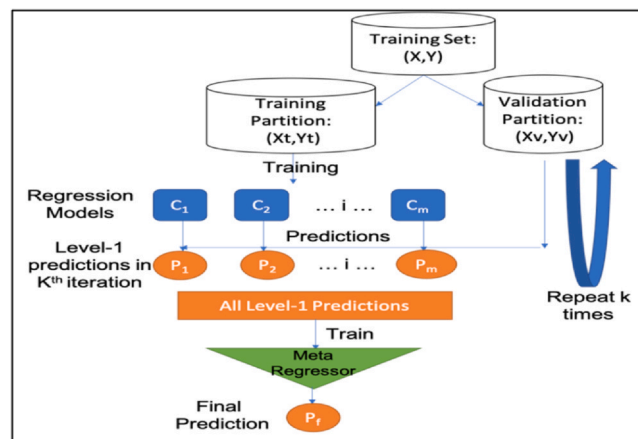 Training Set:
(X,Y)
Training
Partition:
(Xt,Yt)
Validation
Partition:
(Xv,Yv)
Training
Regression
Models
C1
C2
... i ...
Cm
Predictions
Level-1
predictions in
Kth iteration
P1
P2
... i ...
Pm
Repeat k
times
All Level-1 Predictions
Train
Meta
Regressor
Final
Prediction
Pf